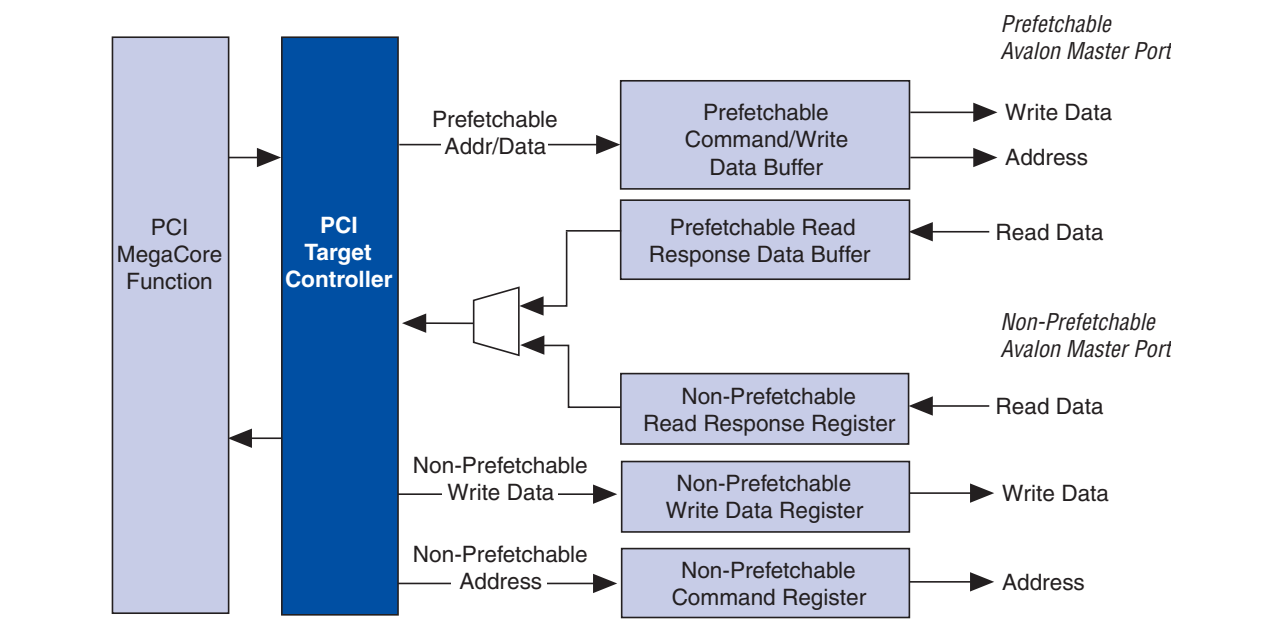 Prefetchable
Avalon Master Port
Prefetchable
Addr/Data
Prefetchable
Command/Write
Data Buffer
Write Data
Address
PCI
MegaCore
Function
PCI
Target
Controller
Prefetchable Read
Response Data Buffer
Read Data
Non-Prefetchable
Avalon Master Port
Non-Prefetchable
Read Response Register
Read Data
Non-Prefetchable
Write Data
Non-Prefetchable
Write Data Register
Write Data
Non-Prefetchable
Address
Non-Prefetchable
Command Register
Address